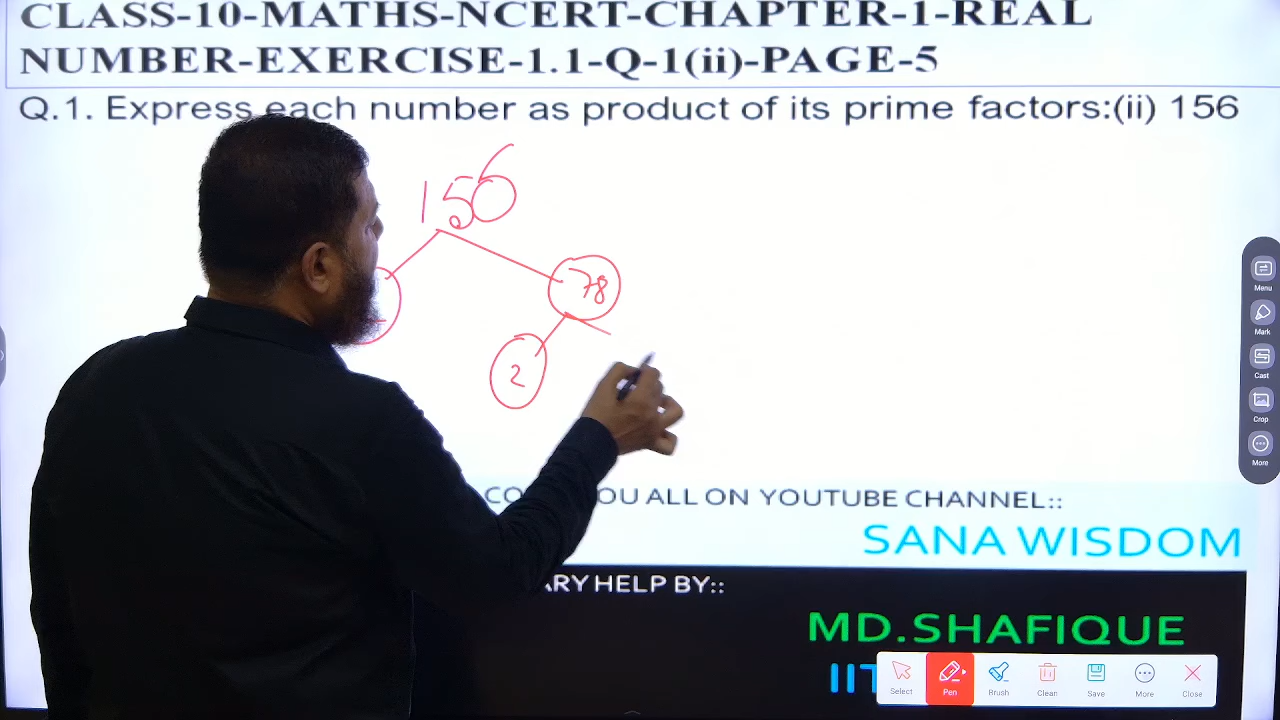 CLASS-10-MATHS-NCERT-CHAPTER-1-REAL
NUMBER-EXERCISE-1.1-Q-1(ii)-PAGE-5
Q.1. Express each number as product of its prime factors:(ii) 156
156
78
2
OU ALL ON YOUTUBE CHANNEL::
SANA WISDOM
HELP BY::
MD.SHAFIQUE
Menu
Mark
Cast
Crop
More
Select
Pen
Brush
Clean
Save
More
Close